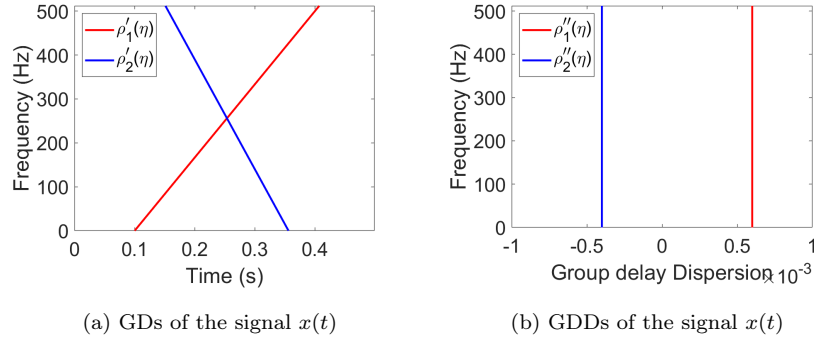 500
400
300
200
100
0
Frequency (Hz)
ρ′₁(η)
ρ′₂(η)
0 0.1 0.2 0.3 0.4
Time (s)
(a) GDs of the signal x(t)
500
400
300
200
100
0
Frequency (Hz)
ρ″₁(η)
ρ″₂(η)
-1 -0.5 0 0.5 1
Group delay Dispersion ×10⁻³
(b) GDDs of the signal x(t)